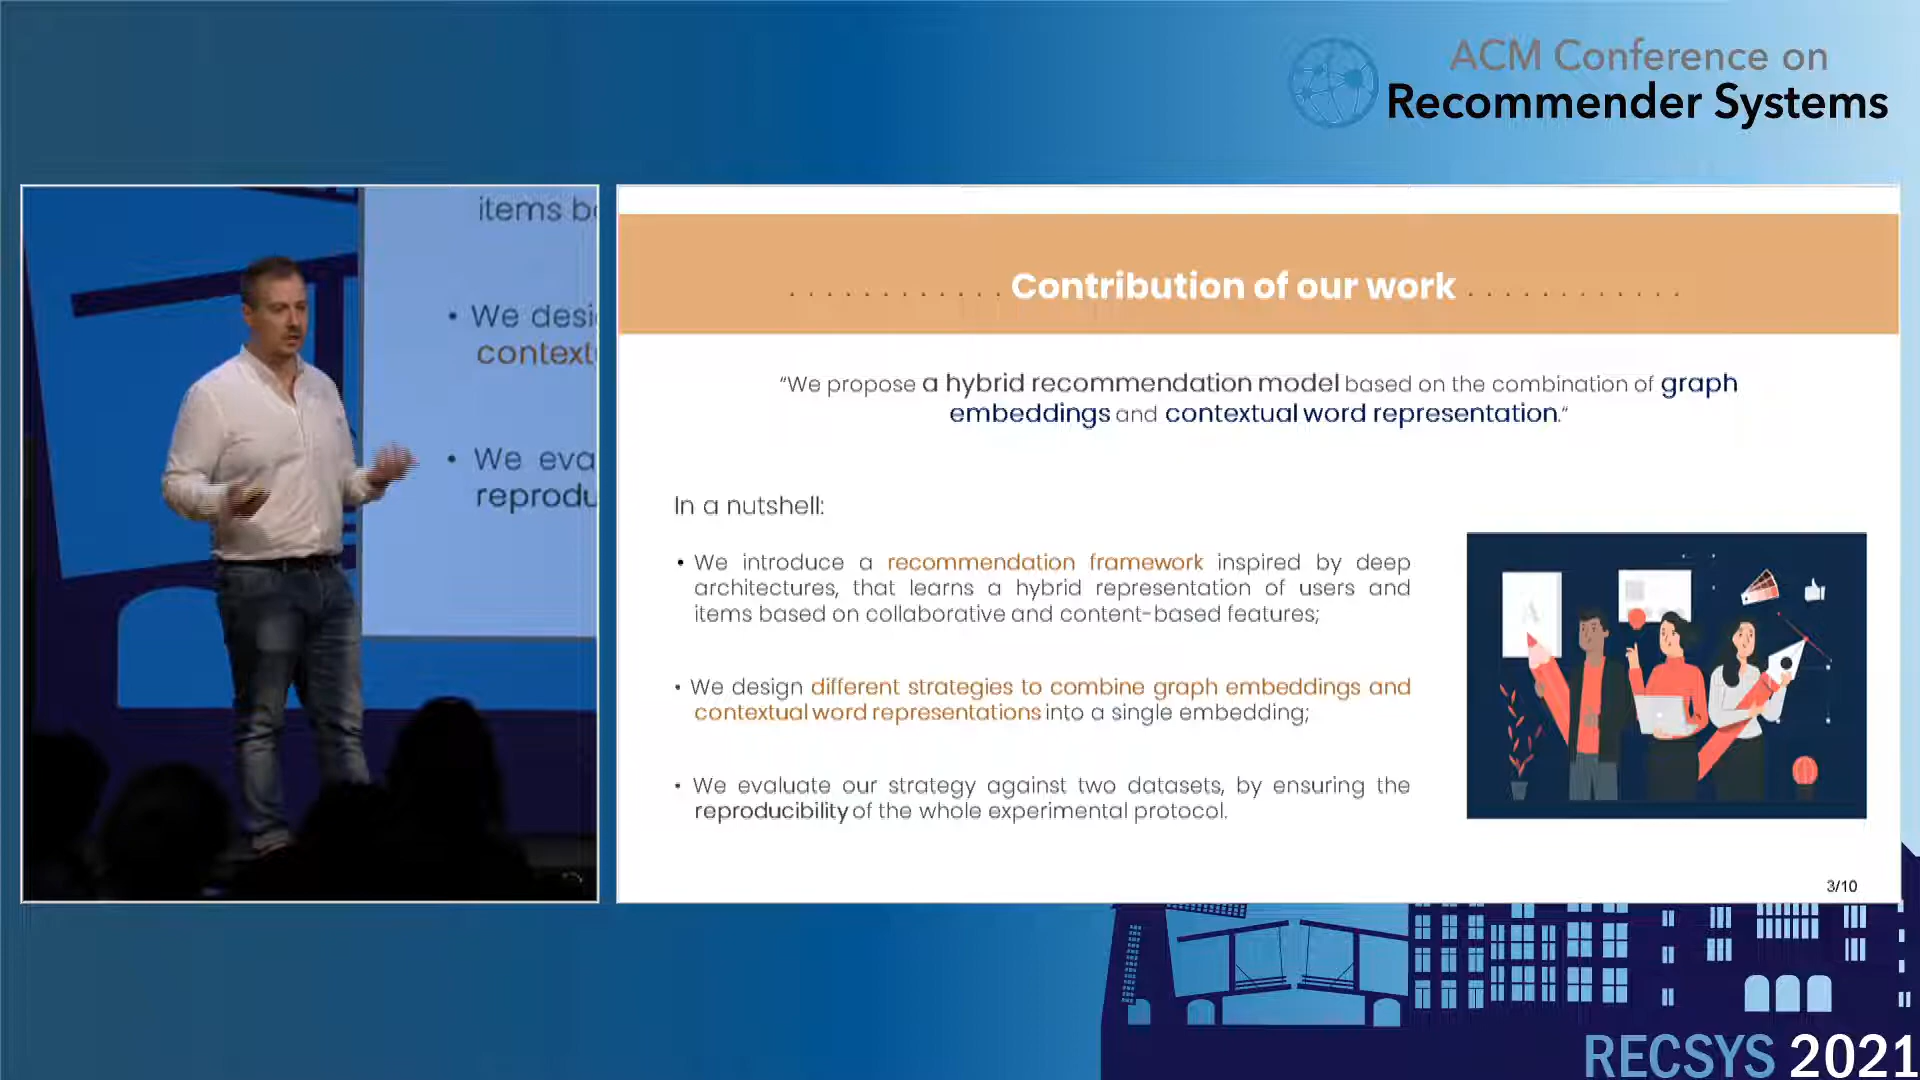 ACM Conference on
Recommender Systems
items b
We desi
context
We eva
reprodu
Contribution of our work
“We propose a hybrid recommendation model based on the combination of graph
embeddings and contextual word representation.“
In a nutshell:
• We introduce a recommendation framework inspired by deep
architectures, that learns a hybrid representation of users and
items based on collaborative and content-based features;
• We design different strategies to combine graph embeddings and
contextual word representations into a single embedding;
• We evaluate our strategy against two datasets, by ensuring the
reproducibility of the whole experimental protocol.
A
3/10
RECSYS 2021